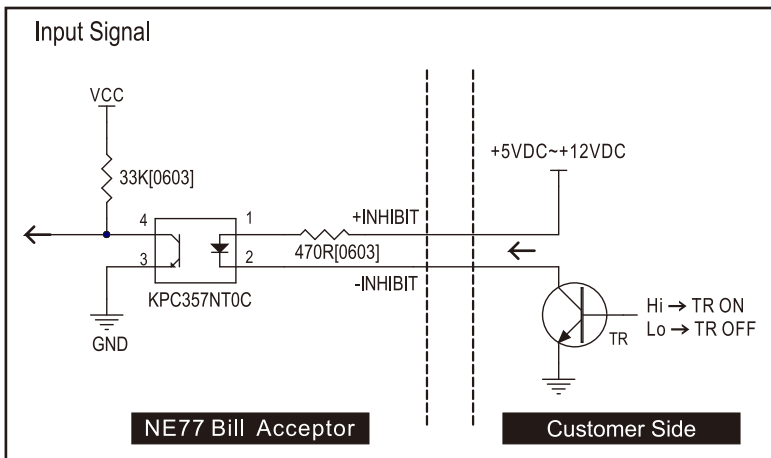 Input Signal
VCC
33K[0603]
+5VDC~+12VDC
4
1
+INHIBIT
470R[0603]
3
2
-INHIBIT
KPC357NT0C
GND
Hi → TR ON
Lo → TR OFF
TR
NE77 Bill Acceptor
Customer Side